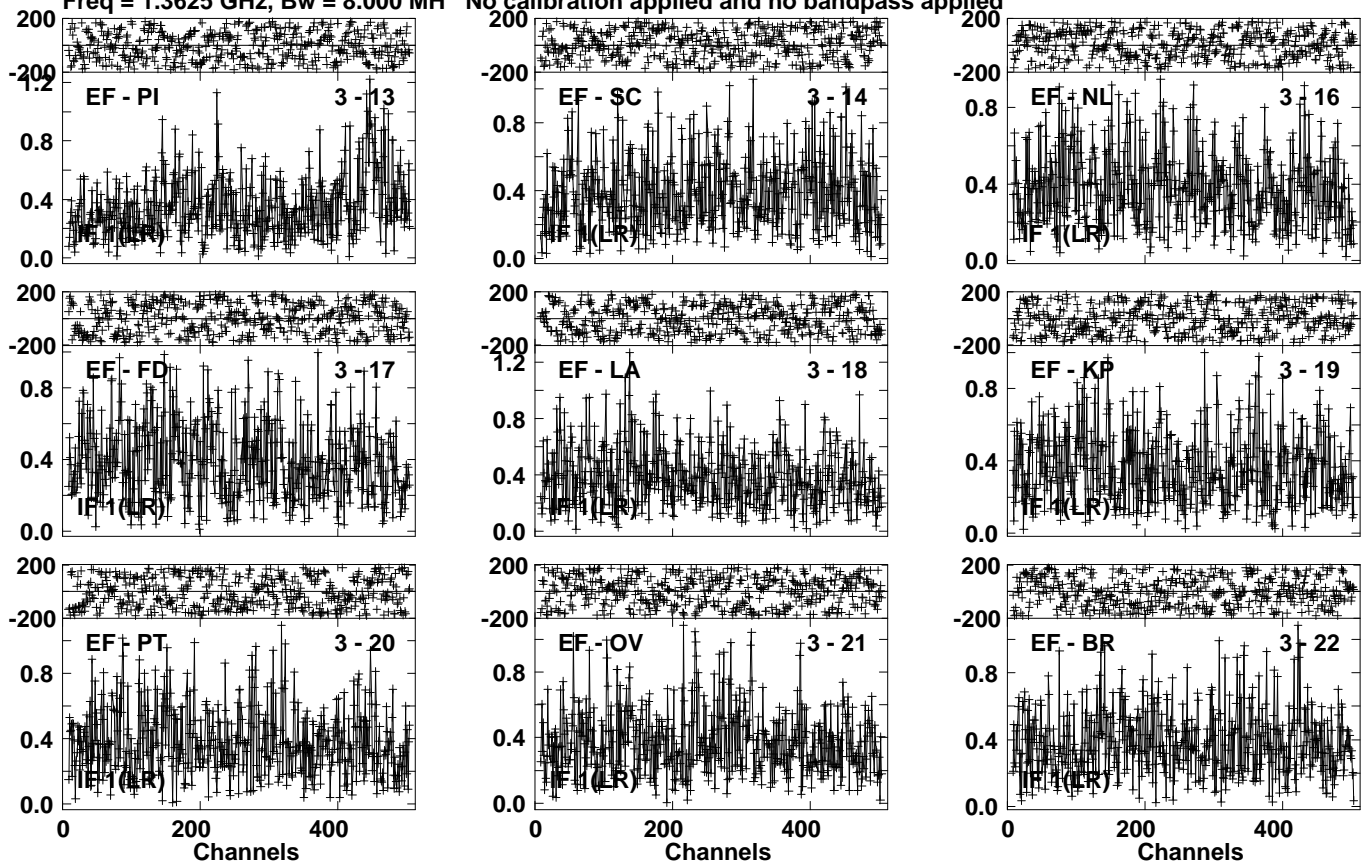 Freq = 1.3625 GHz, Bw = 8.000 MH No calibration applied and no bandpass applied
200
-200
1.2
0.8
0.4
0.0
EF - PI
3 - 13
IF 1(LR)
200
-200
0.8
0.4
0.0
EF - SC
3 - 14
IF 1(LR)
200
-200
0.8
0.4
0.0
EF - NL
3 - 16
IF 1(LR)
200
-200
0.8
0.4
0.0
EF - FD
3 - 17
IF 1(LR)
200
-200
1.2
0.8
0.4
0.0
EF - LA
3 - 18
IF 1(LR)
200
-200
0.8
0.4
0.0
EF - KP
3 - 19
IF 1(LR)
200
-200
0.8
0.4
0.0
EF - PT
3 - 20
IF 1(LR)
0 200 400
Channels
200
-200
0.8
0.4
0.0
EF - OV
3 - 21
IF 1(LR)
0 200 400
Channels
200
-200
0.8
0.4
0.0
EF - BR
3 - 22
IF 1(LR)
0 200 400
Channels